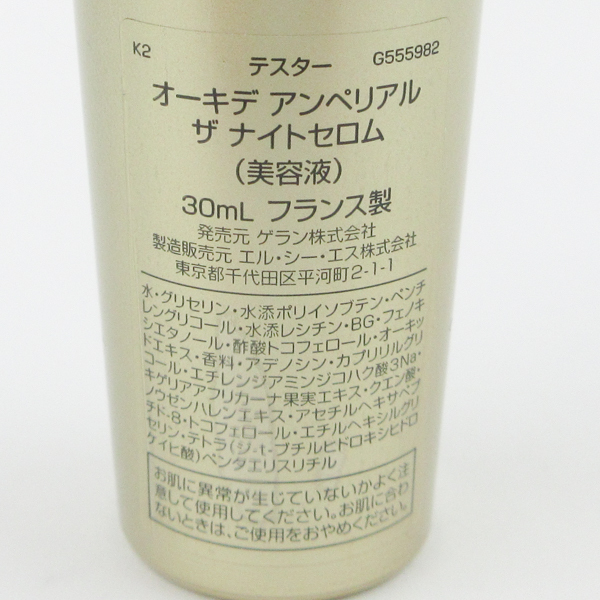 K2
テスター
G555982
オーキデ アンペリアル
ザ ナイトセロム
（美容液）
30mL フランス製
発売元 ゲラン株式会社
製造販売元 エル・シー・エス株式会社
東京都千代田区平河町2-1-1
水・グリセリン・水添ポリイソブテン・ペンチ
レングリコール・水添レシチン・BG・フェノキ
シエタノール・酢酸トコフェロール・オーキッ
ドエキス・香料・アデノシン・カプリリルグリ
コール・エチレンジアミンジコハク酸3Na・
キゲリアアフリカーナ果実エキス・クエン酸・
ノウゼンハレンエキス・アセチルヘキサペプ
チド-8・トコフェロール・エチルヘキシルグリ
セリン・テトラ(ジ-t-ブチルヒドロキシヒドロ
ケイヒ酸)ペンタエリスリチル
お肌に異常が生じていないかよく注
意して使用してください。お肌に合わ
ないときは、ご使用をおやめください。